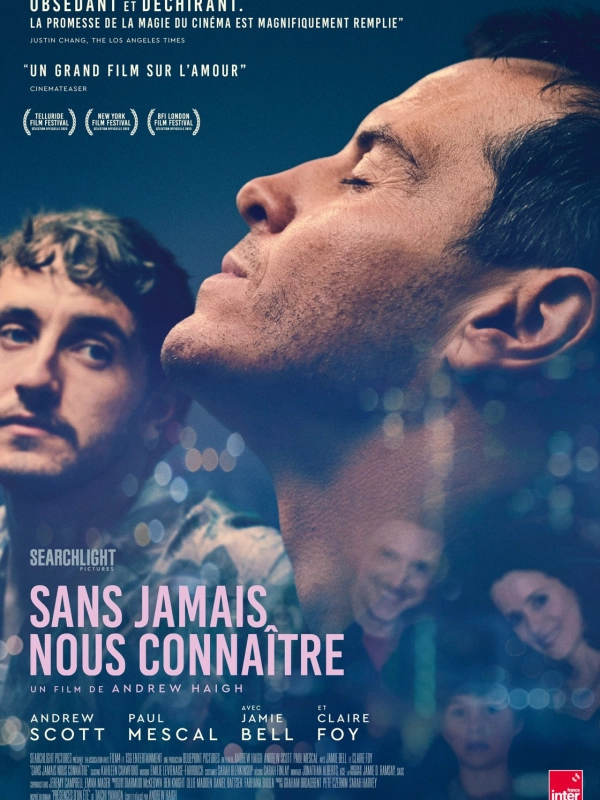 OBSÉDANT ET DÉCHIRANT.
LA PROMESSE DE LA MAGIE DU CINÉMA EST MAGNIFIQUEMENT REMPLIE”
JUSTIN CHANG, THE LOS ANGELES TIMES
“UN GRAND FILM SUR L’AMOUR”
CINEMATEASER
TELLURIDE
FILM FESTIVAL
NEW YORK
FILM FESTIVAL
BFI LONDON
FILM FESTIVAL
SEARCHLIGHT
PICTURES
SANS JAMAIS
NOUS CONNAÎTRE
UN FILM DE ANDREW HAIGH
ANDREW SCOTT
PAUL MESCAL
AVEC JAMIE BELL
ET CLAIRE FOY
france
inter